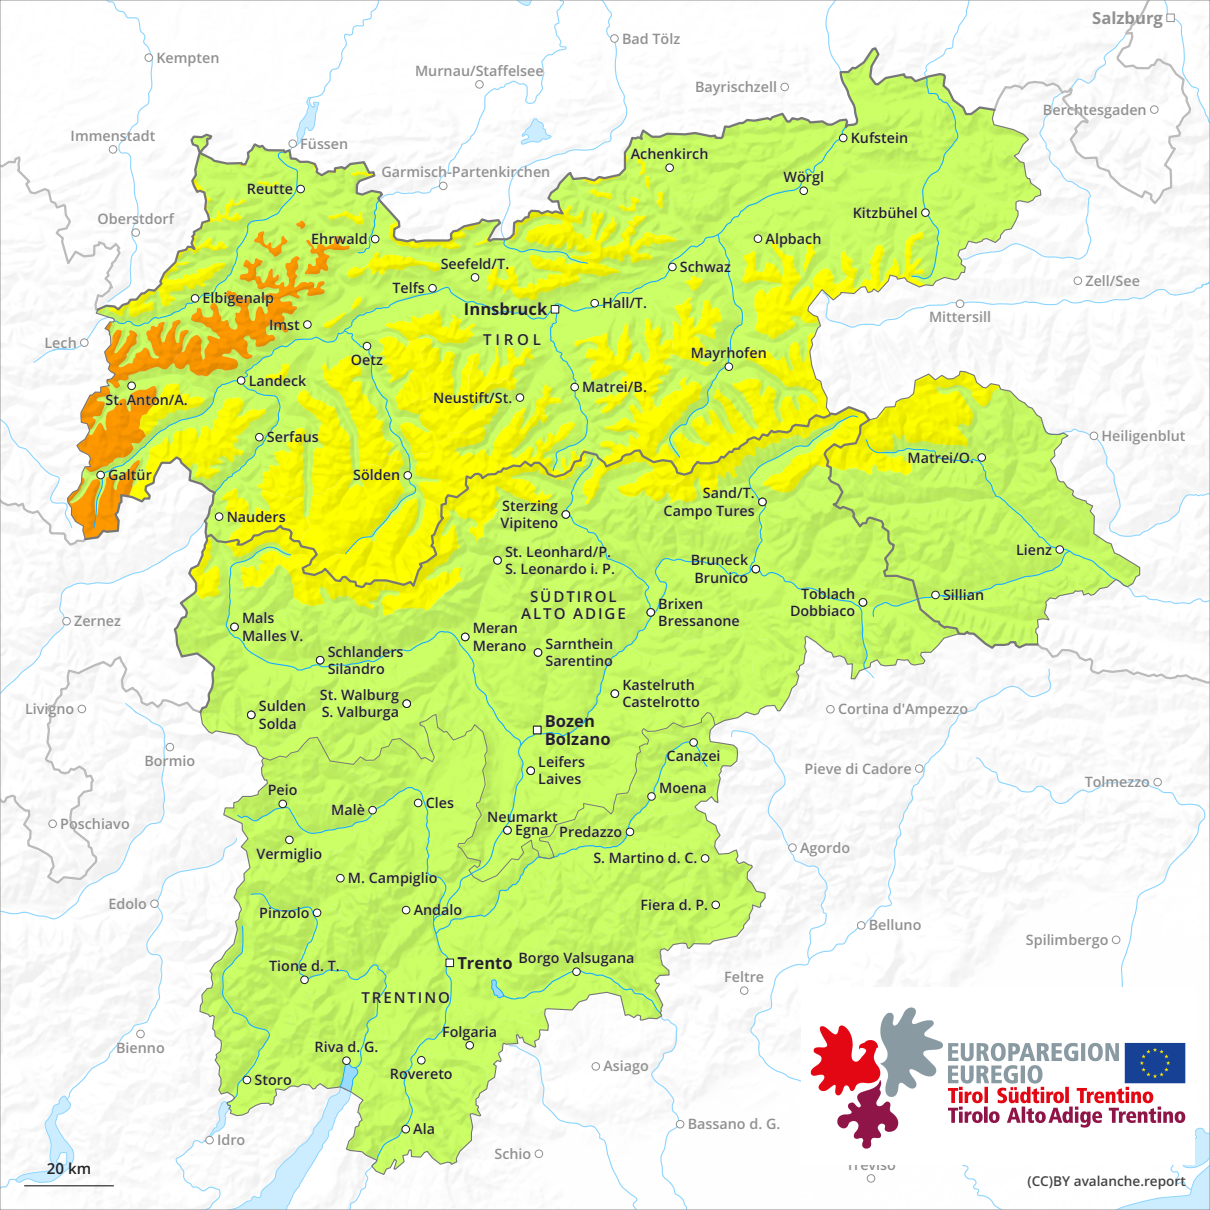 Salzburg
Bad Tölz
Kempten
Murnau/Staffelsee
Bayrischzell
Berchtesgaden
Immenstadt
Füssen
Kufstein
Achenkirch
Garmisch-Partenkirchen
Wörgl
Reutte
Kitzbühel
Oberstdorf
Ehrwald
Alpbach
Seefeld/T.
Schwaz
Zell/See
Telfs
Elbigenalp
Hall/T.
Innsbruck
Mittersill
Imst
TIROL
Lech
Mayrhofen
Oetz
Landeck
Matrei/B.
St. Anton/A.
Neustift/St.
Serfaus
Heiligenblut
Matrei/O.
Galtür
Sölden
Sand/T.
Campo Tures
Sterzing
Vipiteno
Nauders
St. Leonhard/P.
S. Leonardo i. P.
Lienz
Bruneck
Brunico
SÜDTIROL
ALTO ADIGE
Toblach
Dobbiaco
Sillian
Brixen
Bressanone
Zernez
Mals
Malles V.
Meran
Merano
Sarnthein
Sarentino
Schlanders
Silandro
Kastelruth
Castelrotto
St. Walburg
S. Valburga
Sulden
Solda
Livigno
Cortina d'Ampezzo
Bozen
Bolzano
Bormio
Canazei
Leifers
Laives
Pieve di Cadore
Tolmezzo
Peio
Moena
Malè
Cles
Neumarkt
Egna
Predazzo
Poschiavo
Vermiglio
Agordo
S. Martino d. C.
M. Campiglio
Edolo
Pinzolo
Andalo
Fiera d. P.
Belluno
Spilimbergo
Trento
Borgo Valsugana
Tione d. T.
Feltre
TRENTINO
Folgaria
Bienno
Riva d. G.
Rovereto
Asiago
Storo
EUROPAREGION
EUREGIO
Tirol Südtirol Trentino
Tirolo Alto Adige Trentino
Ala
Bassano d. G.
Idro
Schio
Treviso
20 km
(CC)BY avalanche.report